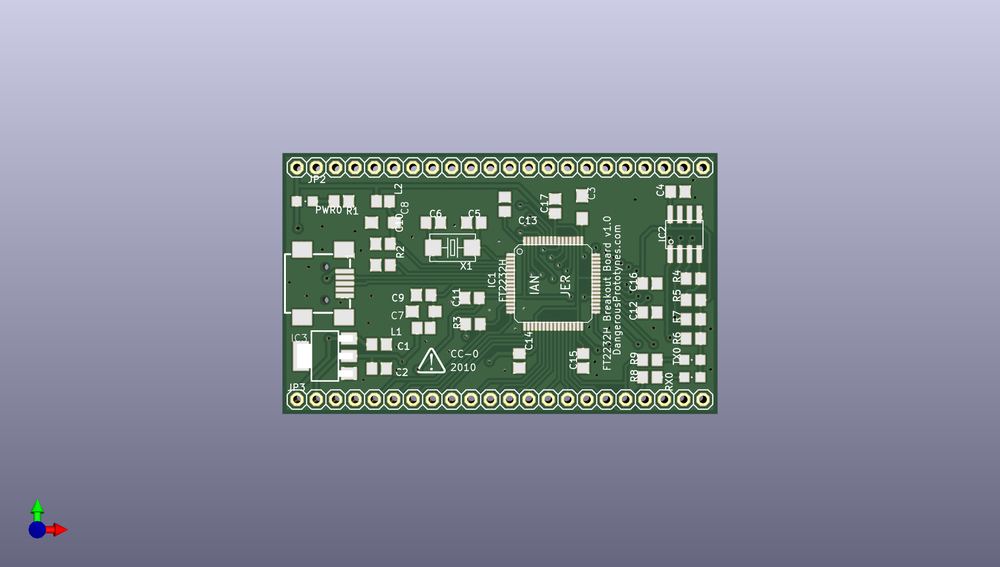 JP2
PWR0 R1
L2
C8
R2
C6
C5
X1
C13
C17
C3
C4
IC2
IC1
FT2232H
IAN
JER
FT2232H Breakout Board v1.0
DangerousPrototypes.com
C16
C12
R4
R5
R6
C9
C7
L1
C11
R3
IC3
C1
C2
CC-0
2010
C14
C15
R9
R8
TX0
RX0
JP3